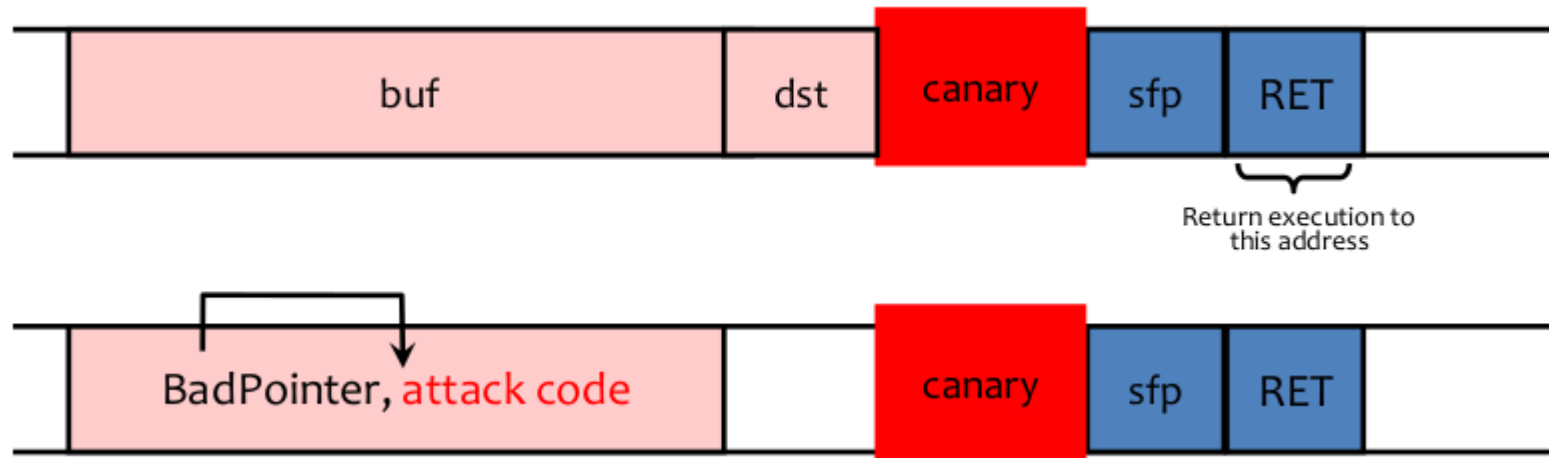 buf dst canary sfp RET
Return execution to
this address
BadPointer, attack code canary sfp RET